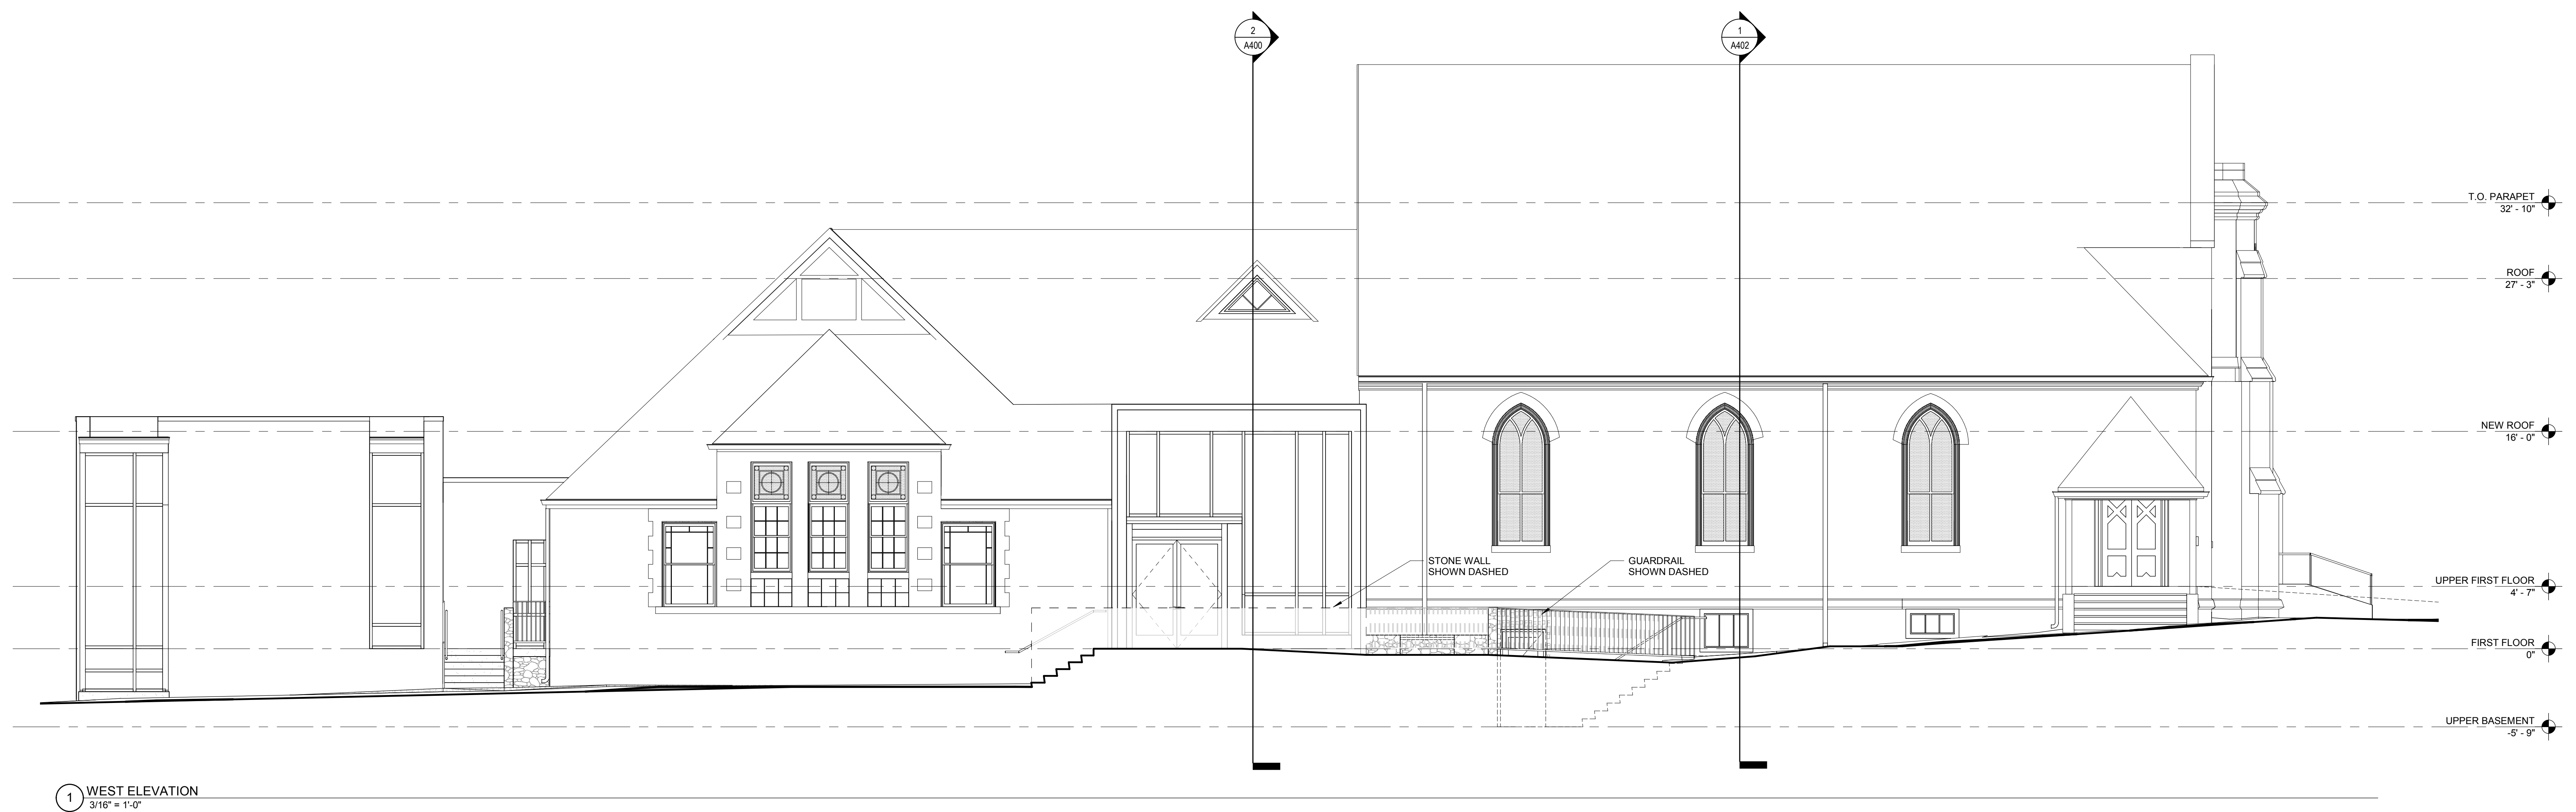 2
A400
1
A402
T.O. PARAPET
32' - 10"
ROOF
27' - 3"
NEW ROOF
16' - 0"
STONE WALL
SHOWN DASHED
GUARDRAIL
SHOWN DASHED
UPPER FIRST FLOOR
4' - 7"
FIRST FLOOR
0"
UPPER BASEMENT
-5' - 9"
1
WEST ELEVATION
3/16" = 1'-0"